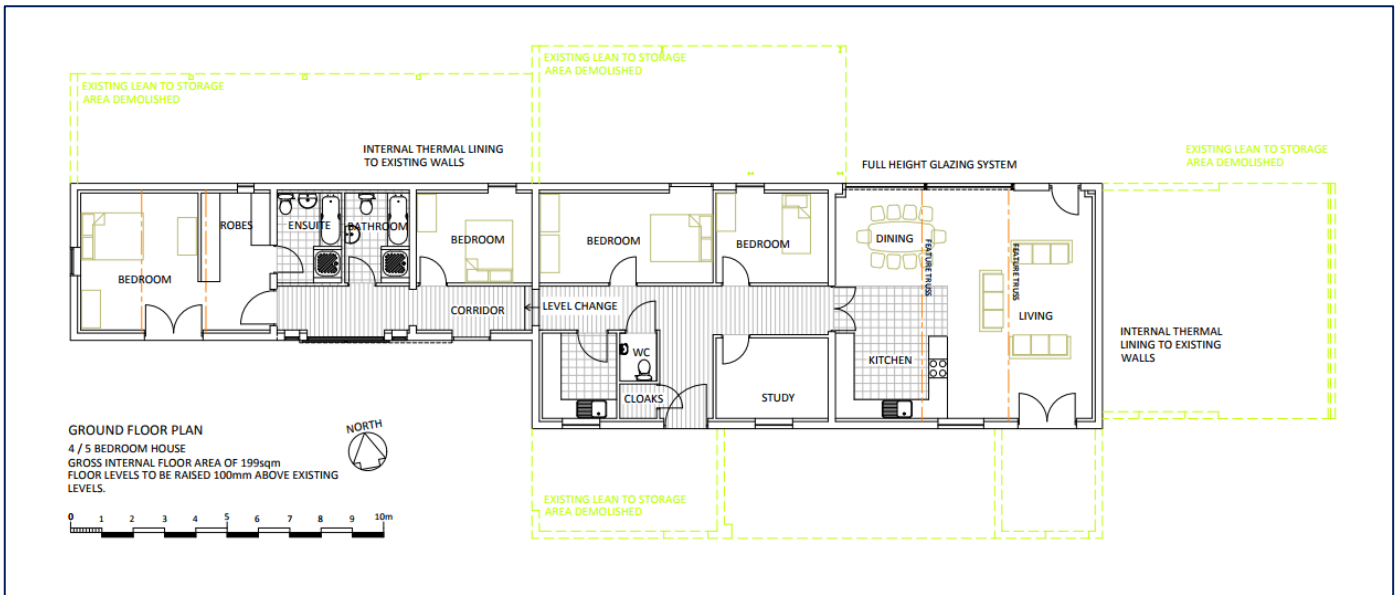 EXISTING LEAN TO STORAGE
AREA DEMOLISHED
EXISTING LEAN TO STORAGE
AREA DEMOLISHED
INTERNAL THERMAL LINING
TO EXISTING WALLS
FULL HEIGHT GLAZING SYSTEM
EXISTING LEAN TO STORAGE
AREA DEMOLISHED
ROBES
ENSUITE
BATHROOM
BEDROOM
BEDROOM
BEDROOM
BEDROOM
DINING
FEATURE TRUSS
FEATURE TRUSS
CORRIDOR
LEVEL CHANGE
LIVING
WC
KITCHEN
CLOAKS
STUDY
INTERNAL THERMAL
LINING TO EXISTING
WALLS
GROUND FLOOR PLAN
4 / 5 BEDROOM HOUSE
GROSS INTERNAL FLOOR AREA OF 199sqm
FLOOR LEVELS TO BE RAISED 100mm ABOVE EXISTING
LEVELS.
NORTH
EXISTING LEAN TO STORAGE
AREA DEMOLISHED
0 1 2 3 4 5 6 7 8 9 10m